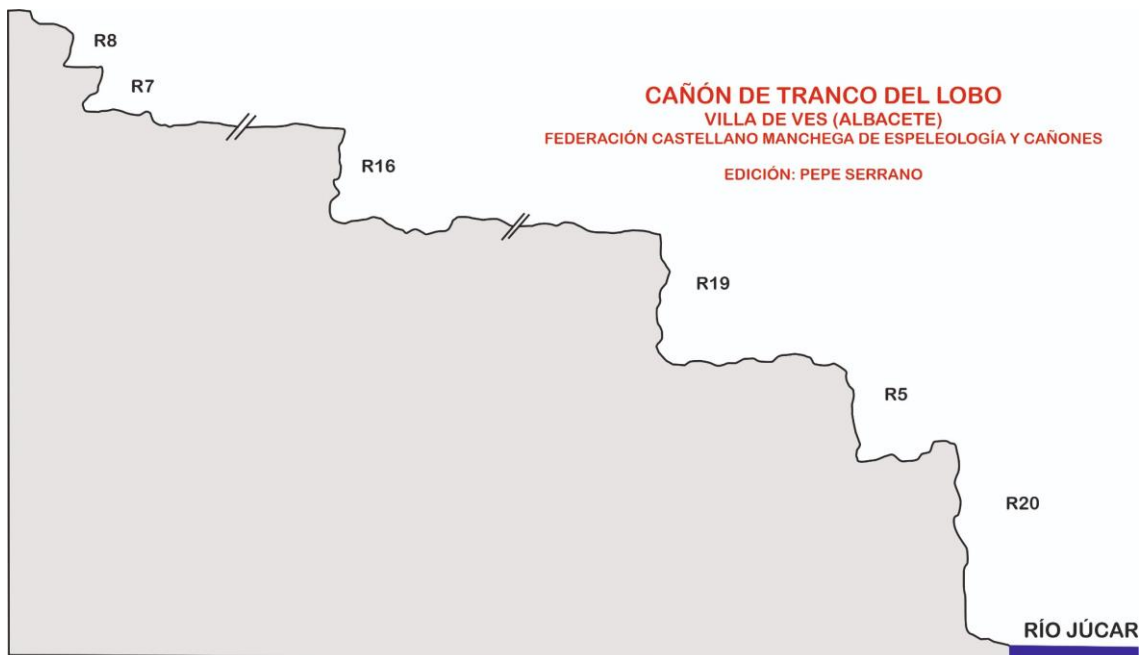 R8
R7
CAÑÓN DE TRANCO DEL LOBO
VILLA DE VES (ALBACETE)
FEDERACIÓN CASTELLANO MANCHEGA DE ESPELEOLOGÍA Y CAÑONES
EDICIÓN: PEPE SERRANO
R16
R19
R5
R20
RÍO JÚCAR